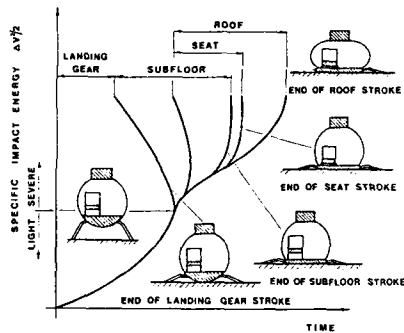 ROOF
LANDING
GEAR
SEAT
SUBFLOOR
END OF ROOF STROKE
SPECIFIC IMPACT ENERGY ΔV²/2
LIGHT SEVERE
END OF SEAT STROKE
END OF SUBFLOOR STROKE
END OF LANDING GEAR STROKE
TIME